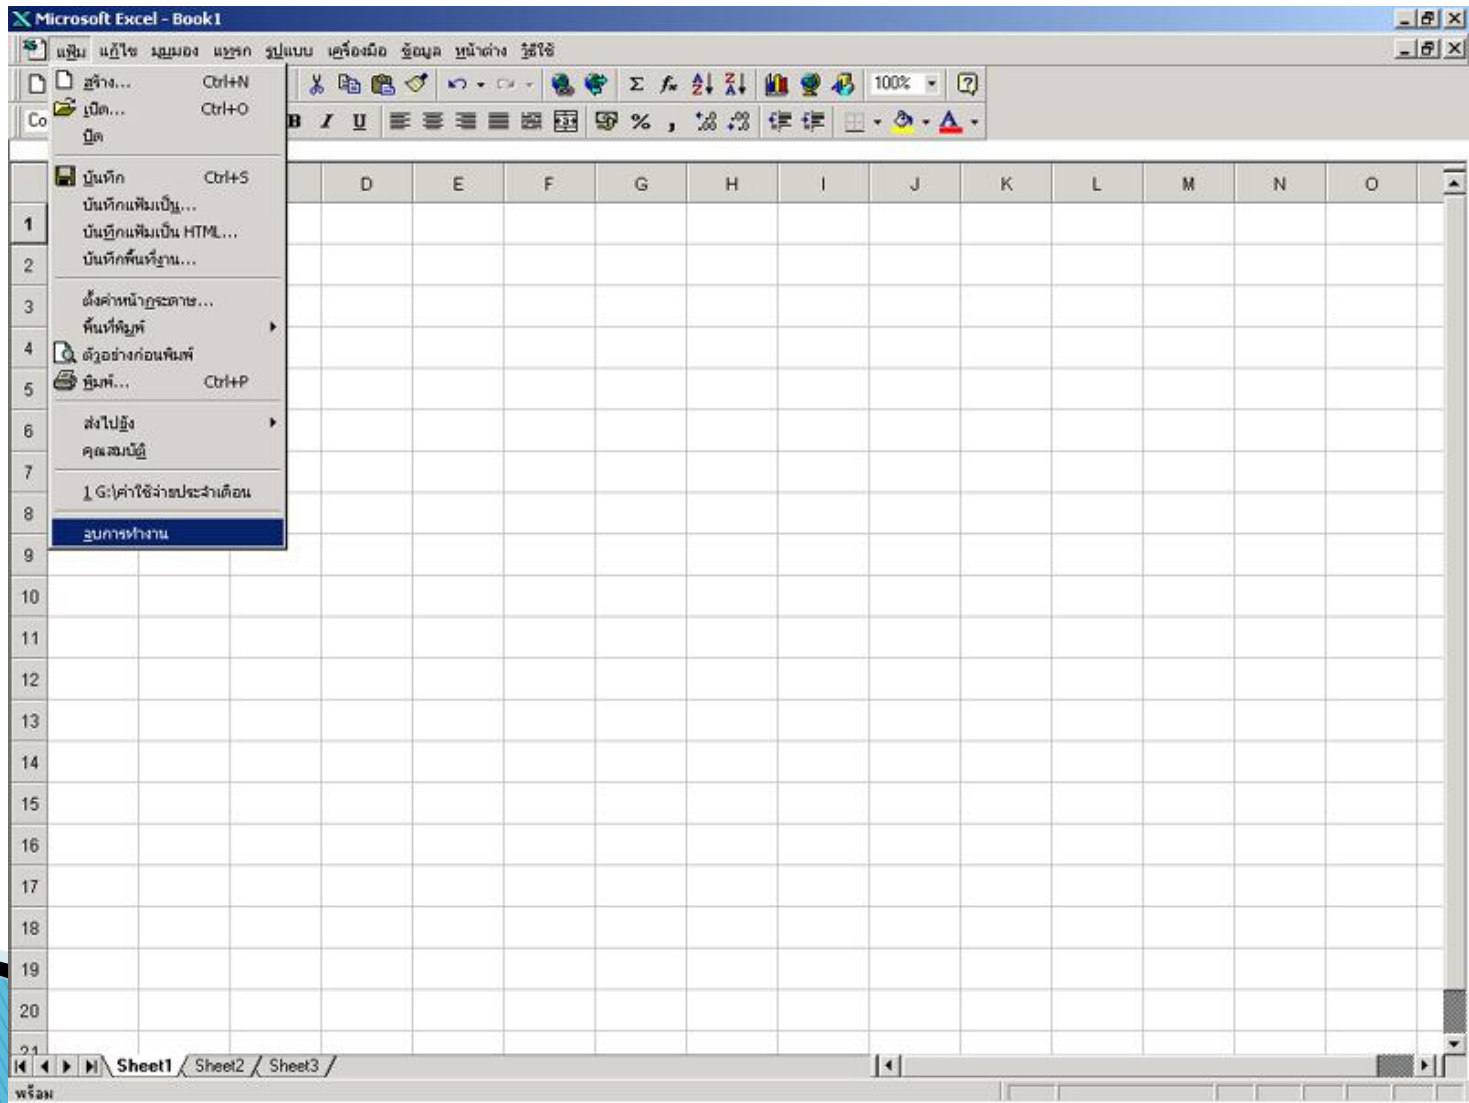 Microsoft Excel - Book1
แฟ้ม แก้ไข มุมมอง แทรก รูปแบบ เครื่องมือ ข้อมูล หน้าต่าง วิธีใช้
100%
สร้าง... Ctrl+N
เปิด... Ctrl+O
Co
ปิด
บันทึก Ctrl+S
บันทึกแฟ้มเป็น...
บันทึกแฟ้มเป็น HTML...
บันทึกพื้นที่งาน...
ตั้งค่าหน้ากระดาษ...
พื้นที่พิมพ์
ตัวอย่างก่อนพิมพ์
พิมพ์... Ctrl+P
ส่งไปยัง
คุณสมบัติ
1 G:\ค่าใช้จ่ายประจำเดือน
จบการทำงาน
B I U % ,
D E F G H I J K L M N O
1
2
3
4
5
6
7
8
9
10
11
12
13
14
15
16
17
18
19
20
21
Sheet1 Sheet2 Sheet3
พร้อม